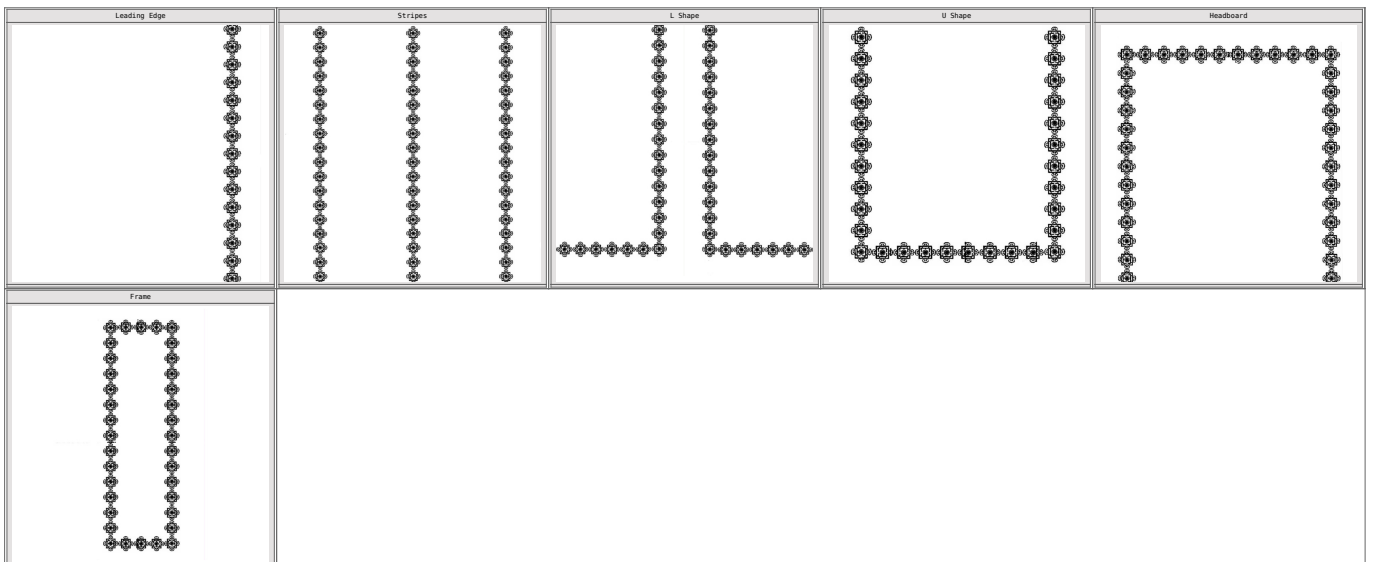 Leading Edge
Stripes
L Shape
U Shape
Headboard
Frame